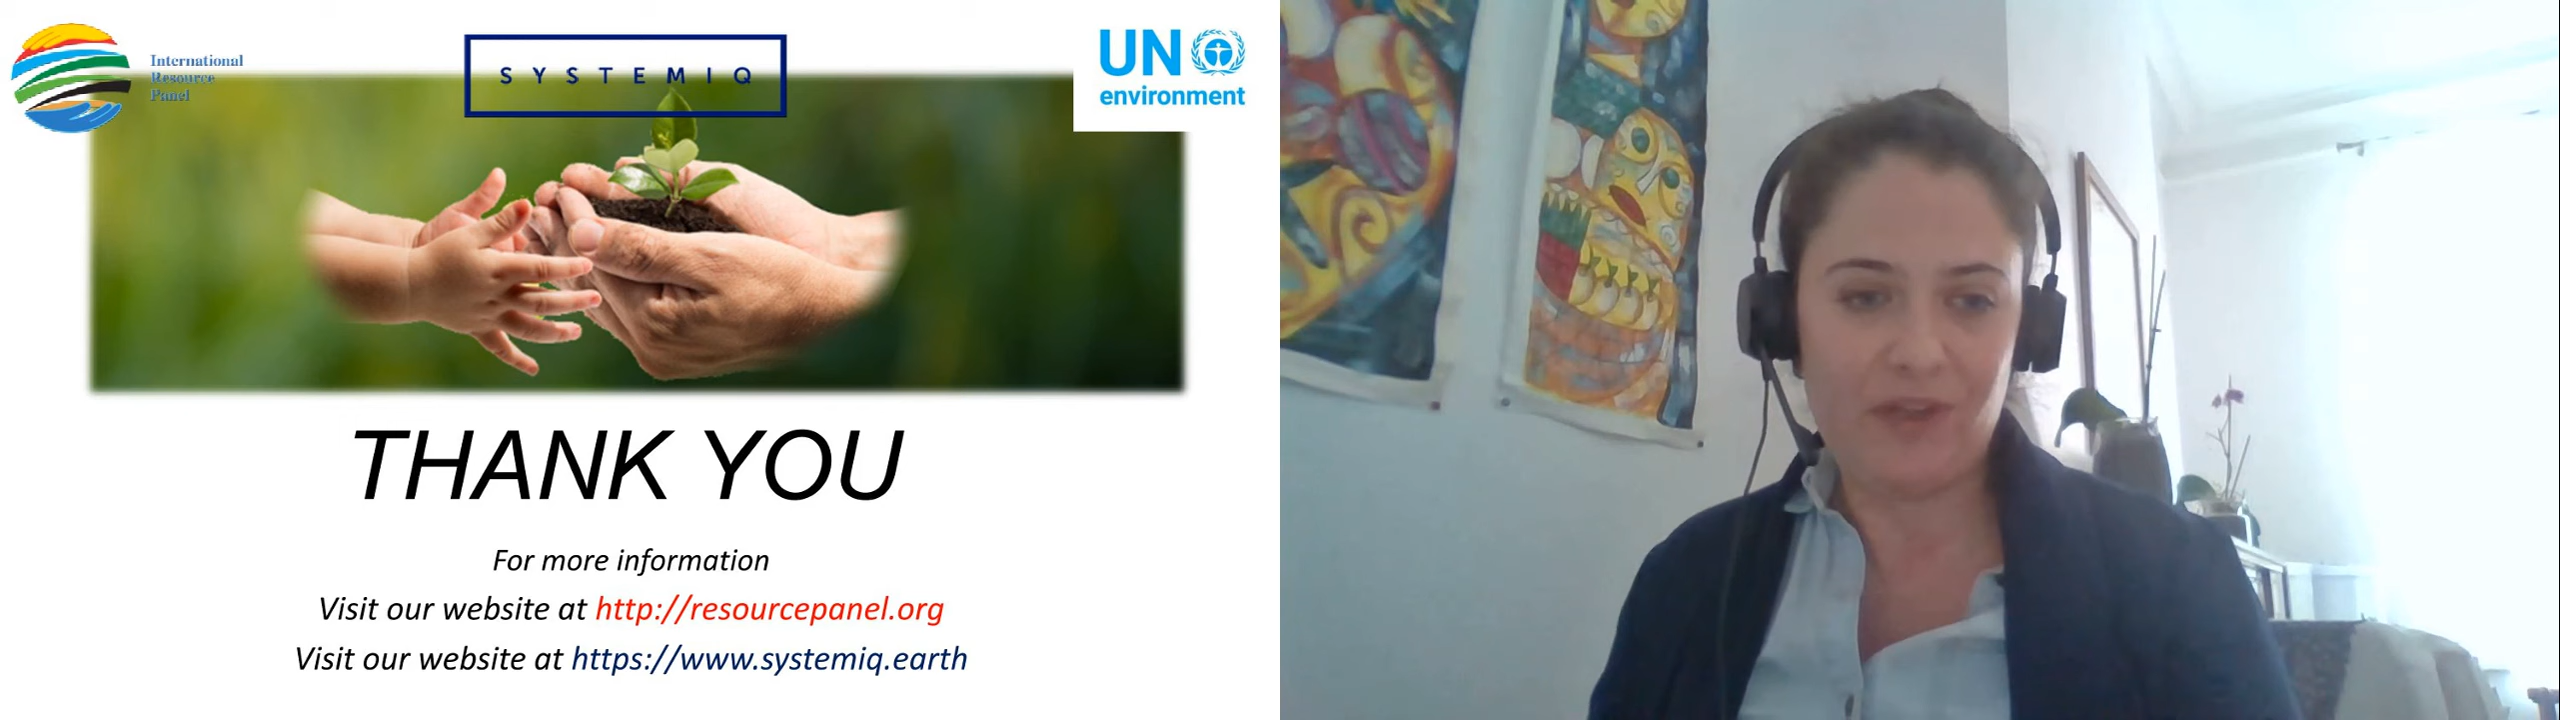 International
Resource
Panel
SYSTEMIQ
UN
environment
THANK YOU
For more information
Visit our website at http://resourcepanel.org
Visit our website at https://www.systemiq.earth